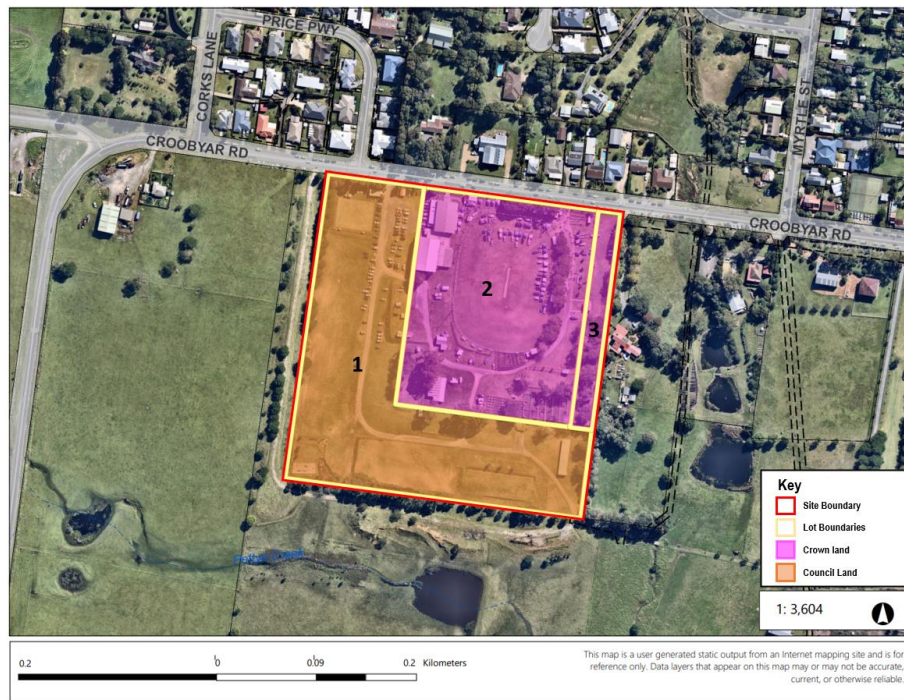 PRICE PWY
CORKS LANE
MYRTLE ST
CROOBYAR RD
CROOBYAR RD
2
3
1
Key
Site Boundary
Lot Boundaries
Crown land
Council Land
1: 3,604
0.2
0
0.09
0.2
Kilometers
This map is a user generated static output from an Internet mapping site and is for
reference only. Data layers that appear on this map may or may not be accurate,
current, or otherwise reliable.